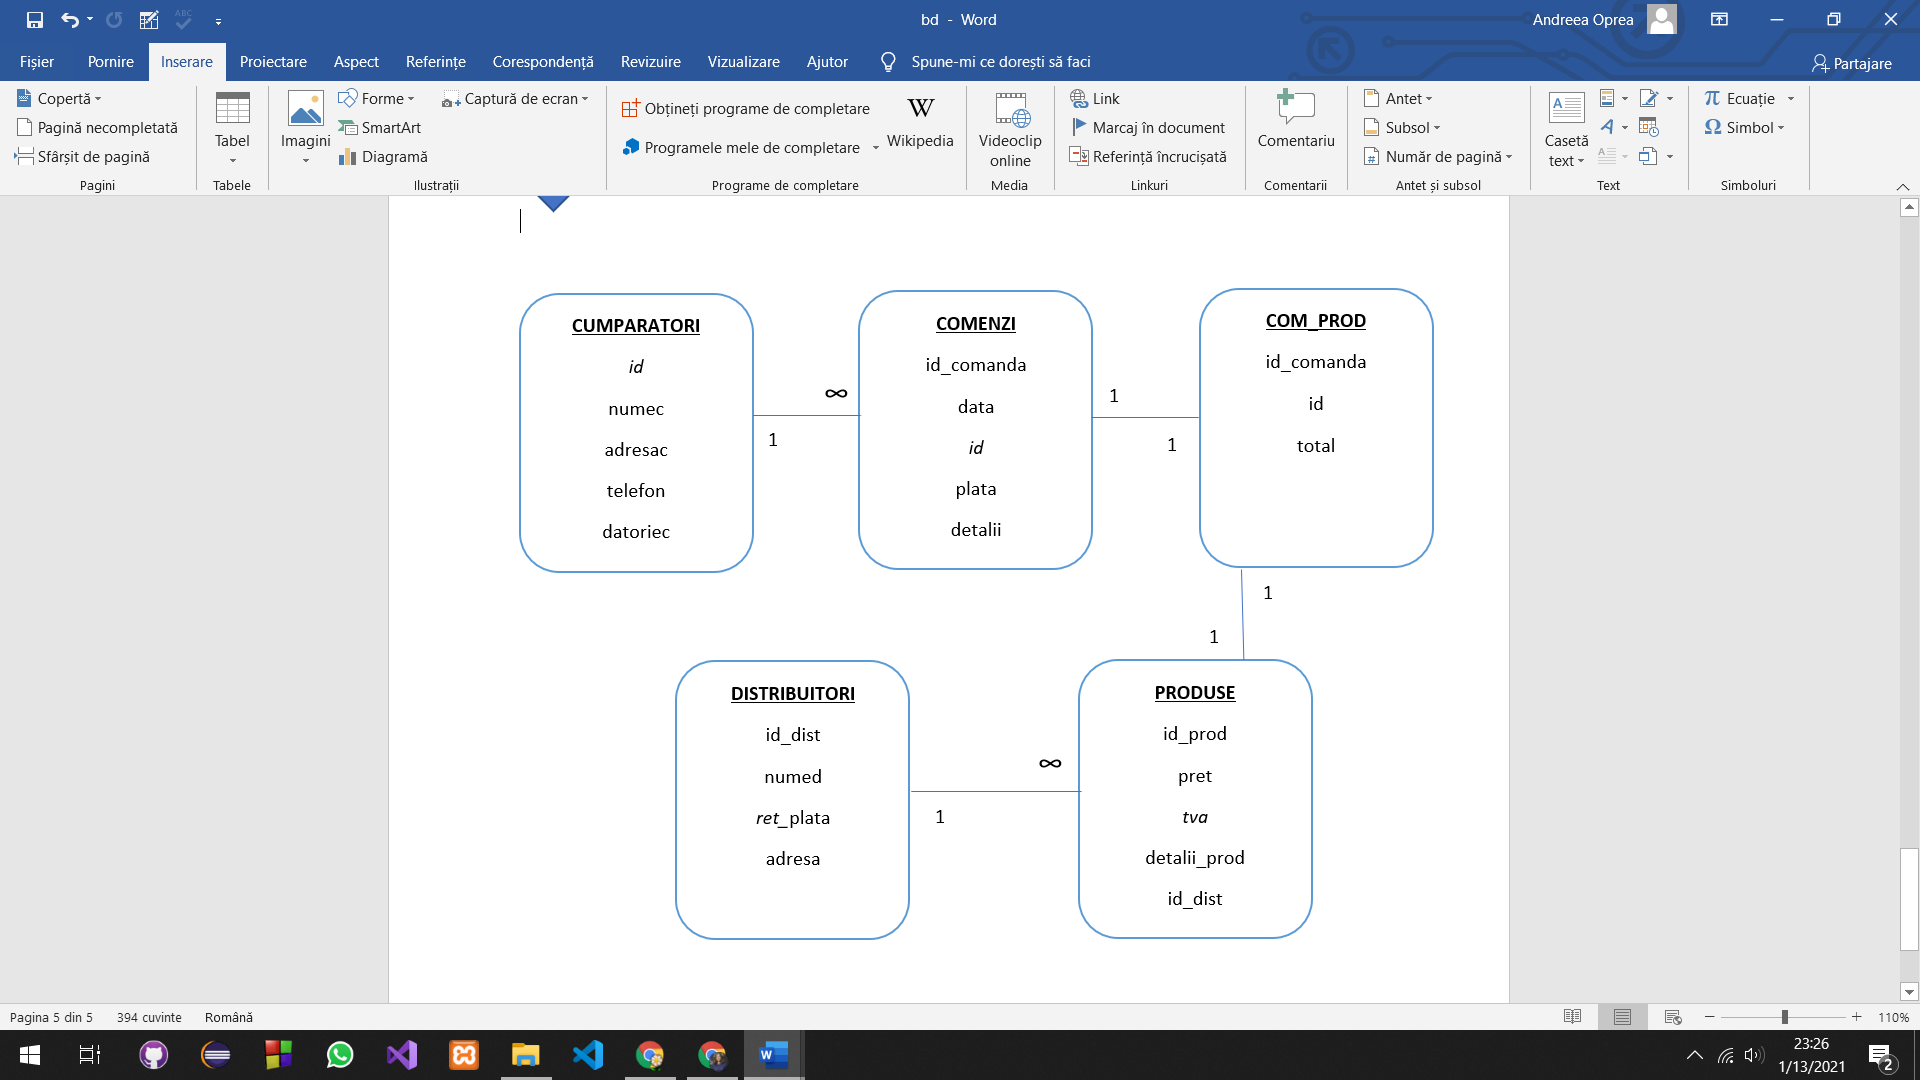 bd - Word
Andreea Oprea
Fișier
Pornire
Inserare
Proiectare
Aspect
Referințe
Corespondență
Revizuire
Vizualizare
Ajutor
Spune-mi ce dorești să faci
Partajare
Copertă
Pagină necompletată
Sfârșit de pagină
Pagini
Tabel
Tabele
Imagini
Forme
SmartArt
Diagramă
Captură de ecran
Ilustrații
Obțineți programe de completare
Programele mele de completare
W
Wikipedia
Programe de completare
Videoclip
online
Media
Link
Marcaj în document
Referință încrucișată
Linkuri
Comentariu
Comentarii
Antet
Subsol
Număr de pagină
Antet și subsol
Casetă
text
Text
π Ecuație
Ω Simbol
Simboluri
CUMPARATORI
id
numec
adresac
telefon
datoriec
∞
1
COMENZI
id_comanda
data
id
plata
detalii
1
1
COM_PROD
id_comanda
id
total
1
1
DISTRIBUITORI
id_dist
numed
ret_plata
adresa
∞
1
PRODUSE
id_prod
pret
tva
detalii_prod
id_dist
Pagina 5 din 5
394 cuvinte
Română
110%
23:26
1/13/2021
2